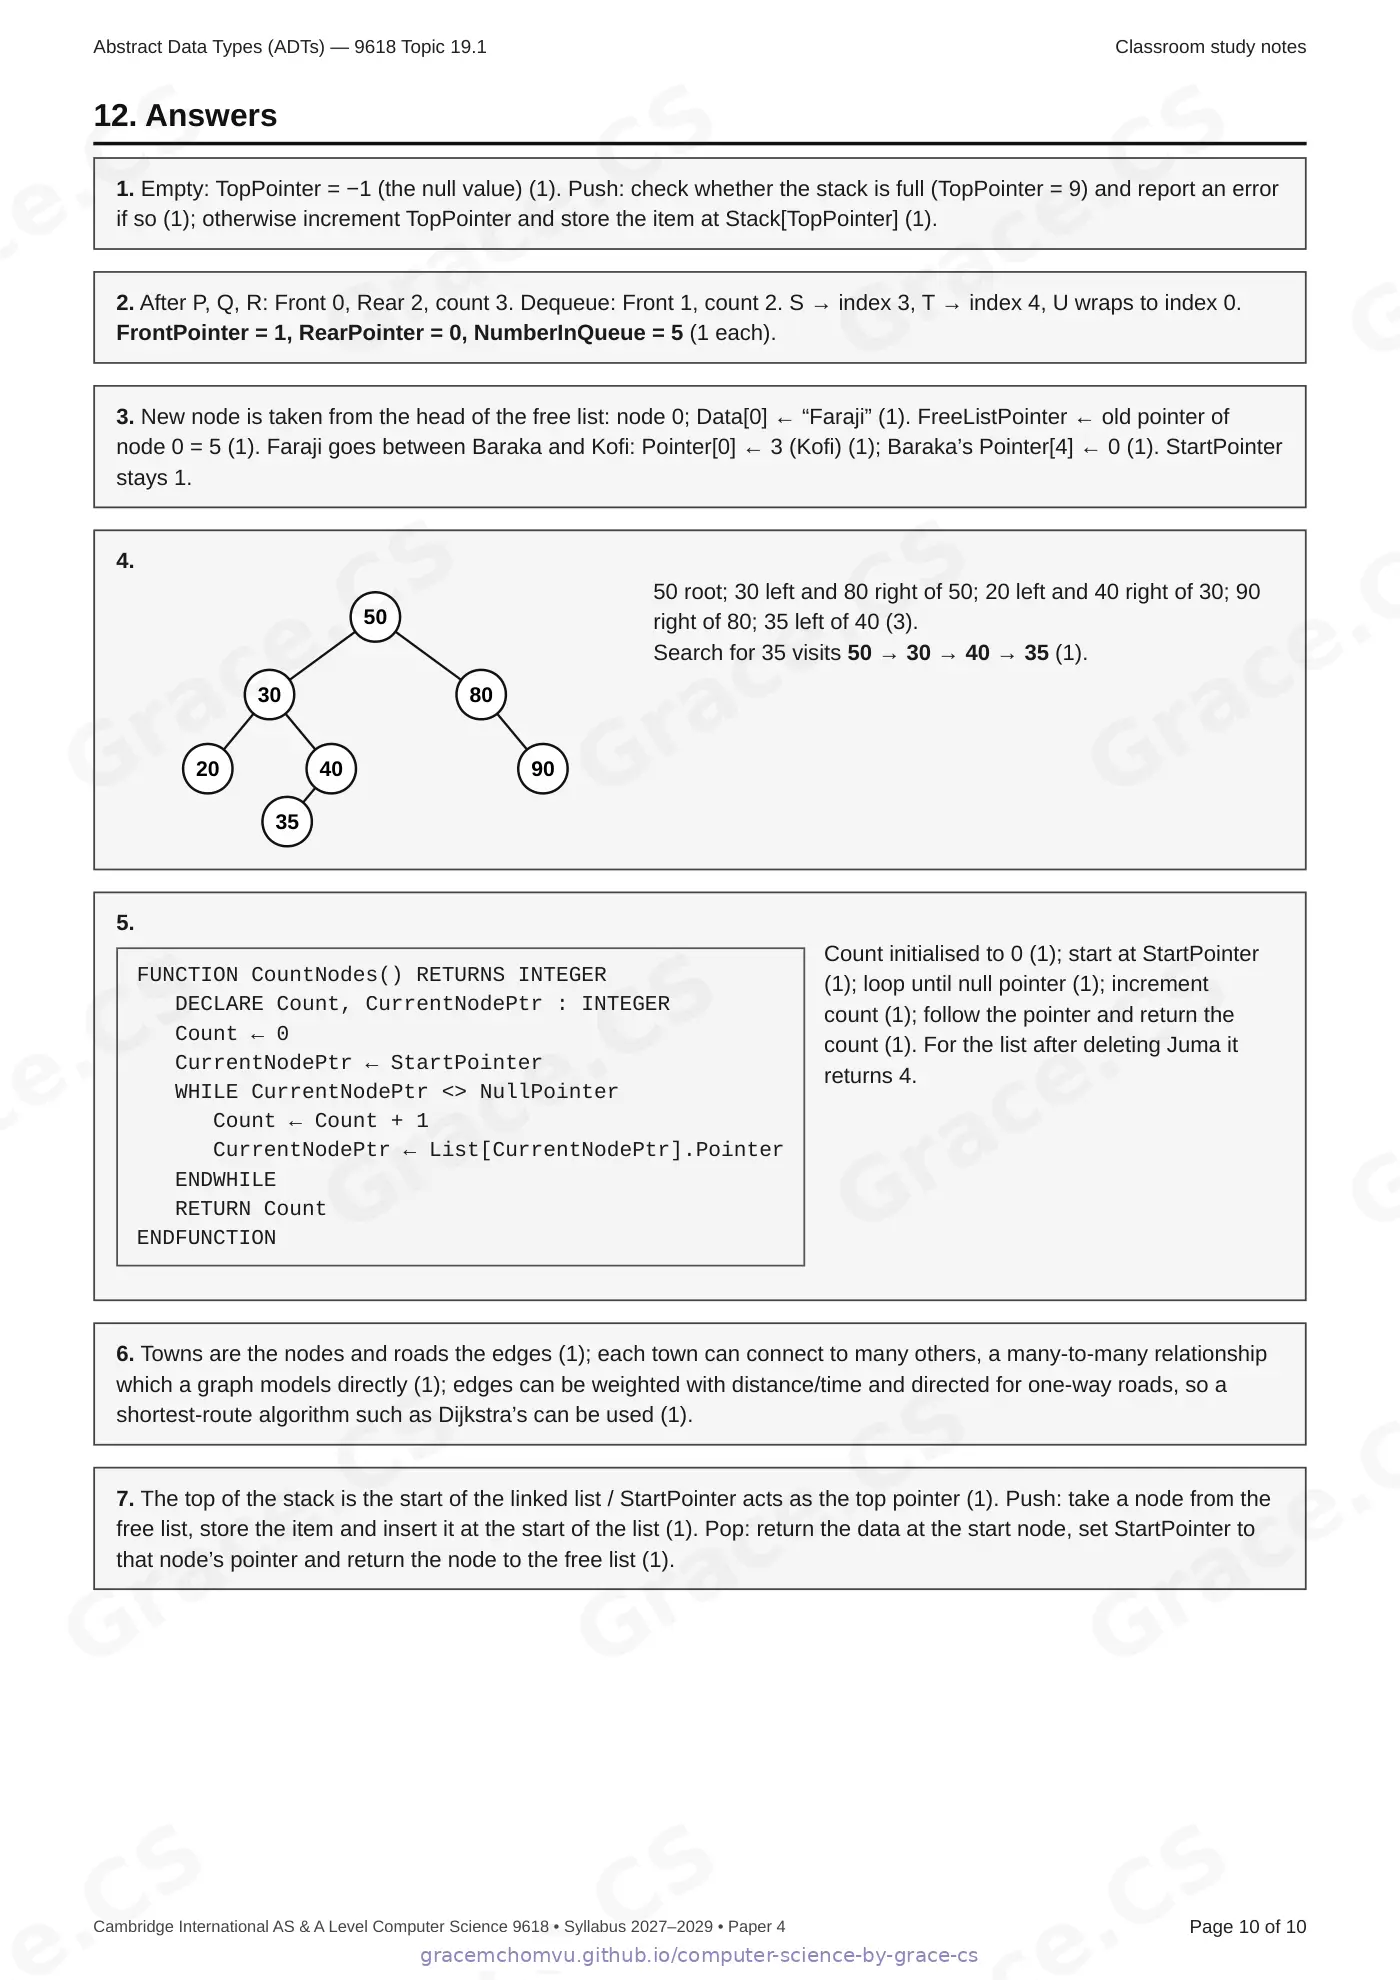 Abstract Data Types (ADTs) — 9618 Topic 19.1
Classroom study notes
12. Answers
1. Empty: TopPointer = −1 (the null value) (1). Push: check whether the stack is full (TopPointer = 9) and report an error
if so (1); otherwise increment TopPointer and store the item at Stack[TopPointer] (1).
2. After P, Q, R: Front 0, Rear 2, count 3. Dequeue: Front 1, count 2. S → index 3, T → index 4, U wraps to index 0.
FrontPointer = 1, RearPointer = 0, NumberInQueue = 5 (1 each).
3. New node is taken from the head of the free list: node 0; Data[0] ← “Faraji” (1). FreeListPointer ← old pointer of
node 0 = 5 (1). Faraji goes between Baraka and Kofi: Pointer[0] ← 3 (Kofi) (1); Baraka’s Pointer[4] ← 0 (1). StartPointer
stays 1.
4.
50
30
80
20
40
90
35
50 root; 30 left and 80 right of 50; 20 left and 40 right of 30; 90
right of 80; 35 left of 40 (3).
Search for 35 visits 50 → 30 → 40 → 35 (1).
5.
FUNCTION CountNodes() RETURNS INTEGER
DECLARE Count, CurrentNodePtr : INTEGER
Count ← 0
CurrentNodePtr ← StartPointer
WHILE CurrentNodePtr <> NullPointer
Count ← Count + 1
CurrentNodePtr ← List[CurrentNodePtr].Pointer
ENDWHILE
RETURN Count
ENDFUNCTION
Count initialised to 0 (1); start at StartPointer
(1); loop until null pointer (1); increment
count (1); follow the pointer and return the
count (1). For the list after deleting Juma it
returns 4.
6. Towns are the nodes and roads the edges (1); each town can connect to many others, a many-to-many relationship
which a graph models directly (1); edges can be weighted with distance/time and directed for one-way roads, so a
shortest-route algorithm such as Dijkstra’s can be used (1).
7. The top of the stack is the start of the linked list / StartPointer acts as the top pointer (1). Push: take a node from the
free list, store the item and insert it at the start of the list (1). Pop: return the data at the start node, set StartPointer to
that node’s pointer and return the node to the free list (1).
Cambridge International AS & A Level Computer Science 9618 • Syllabus 2027–2029 • Paper 4
Page 10 of 10
gracemchomvu.github.io/computer-science-by-grace-cs
Grace.CS